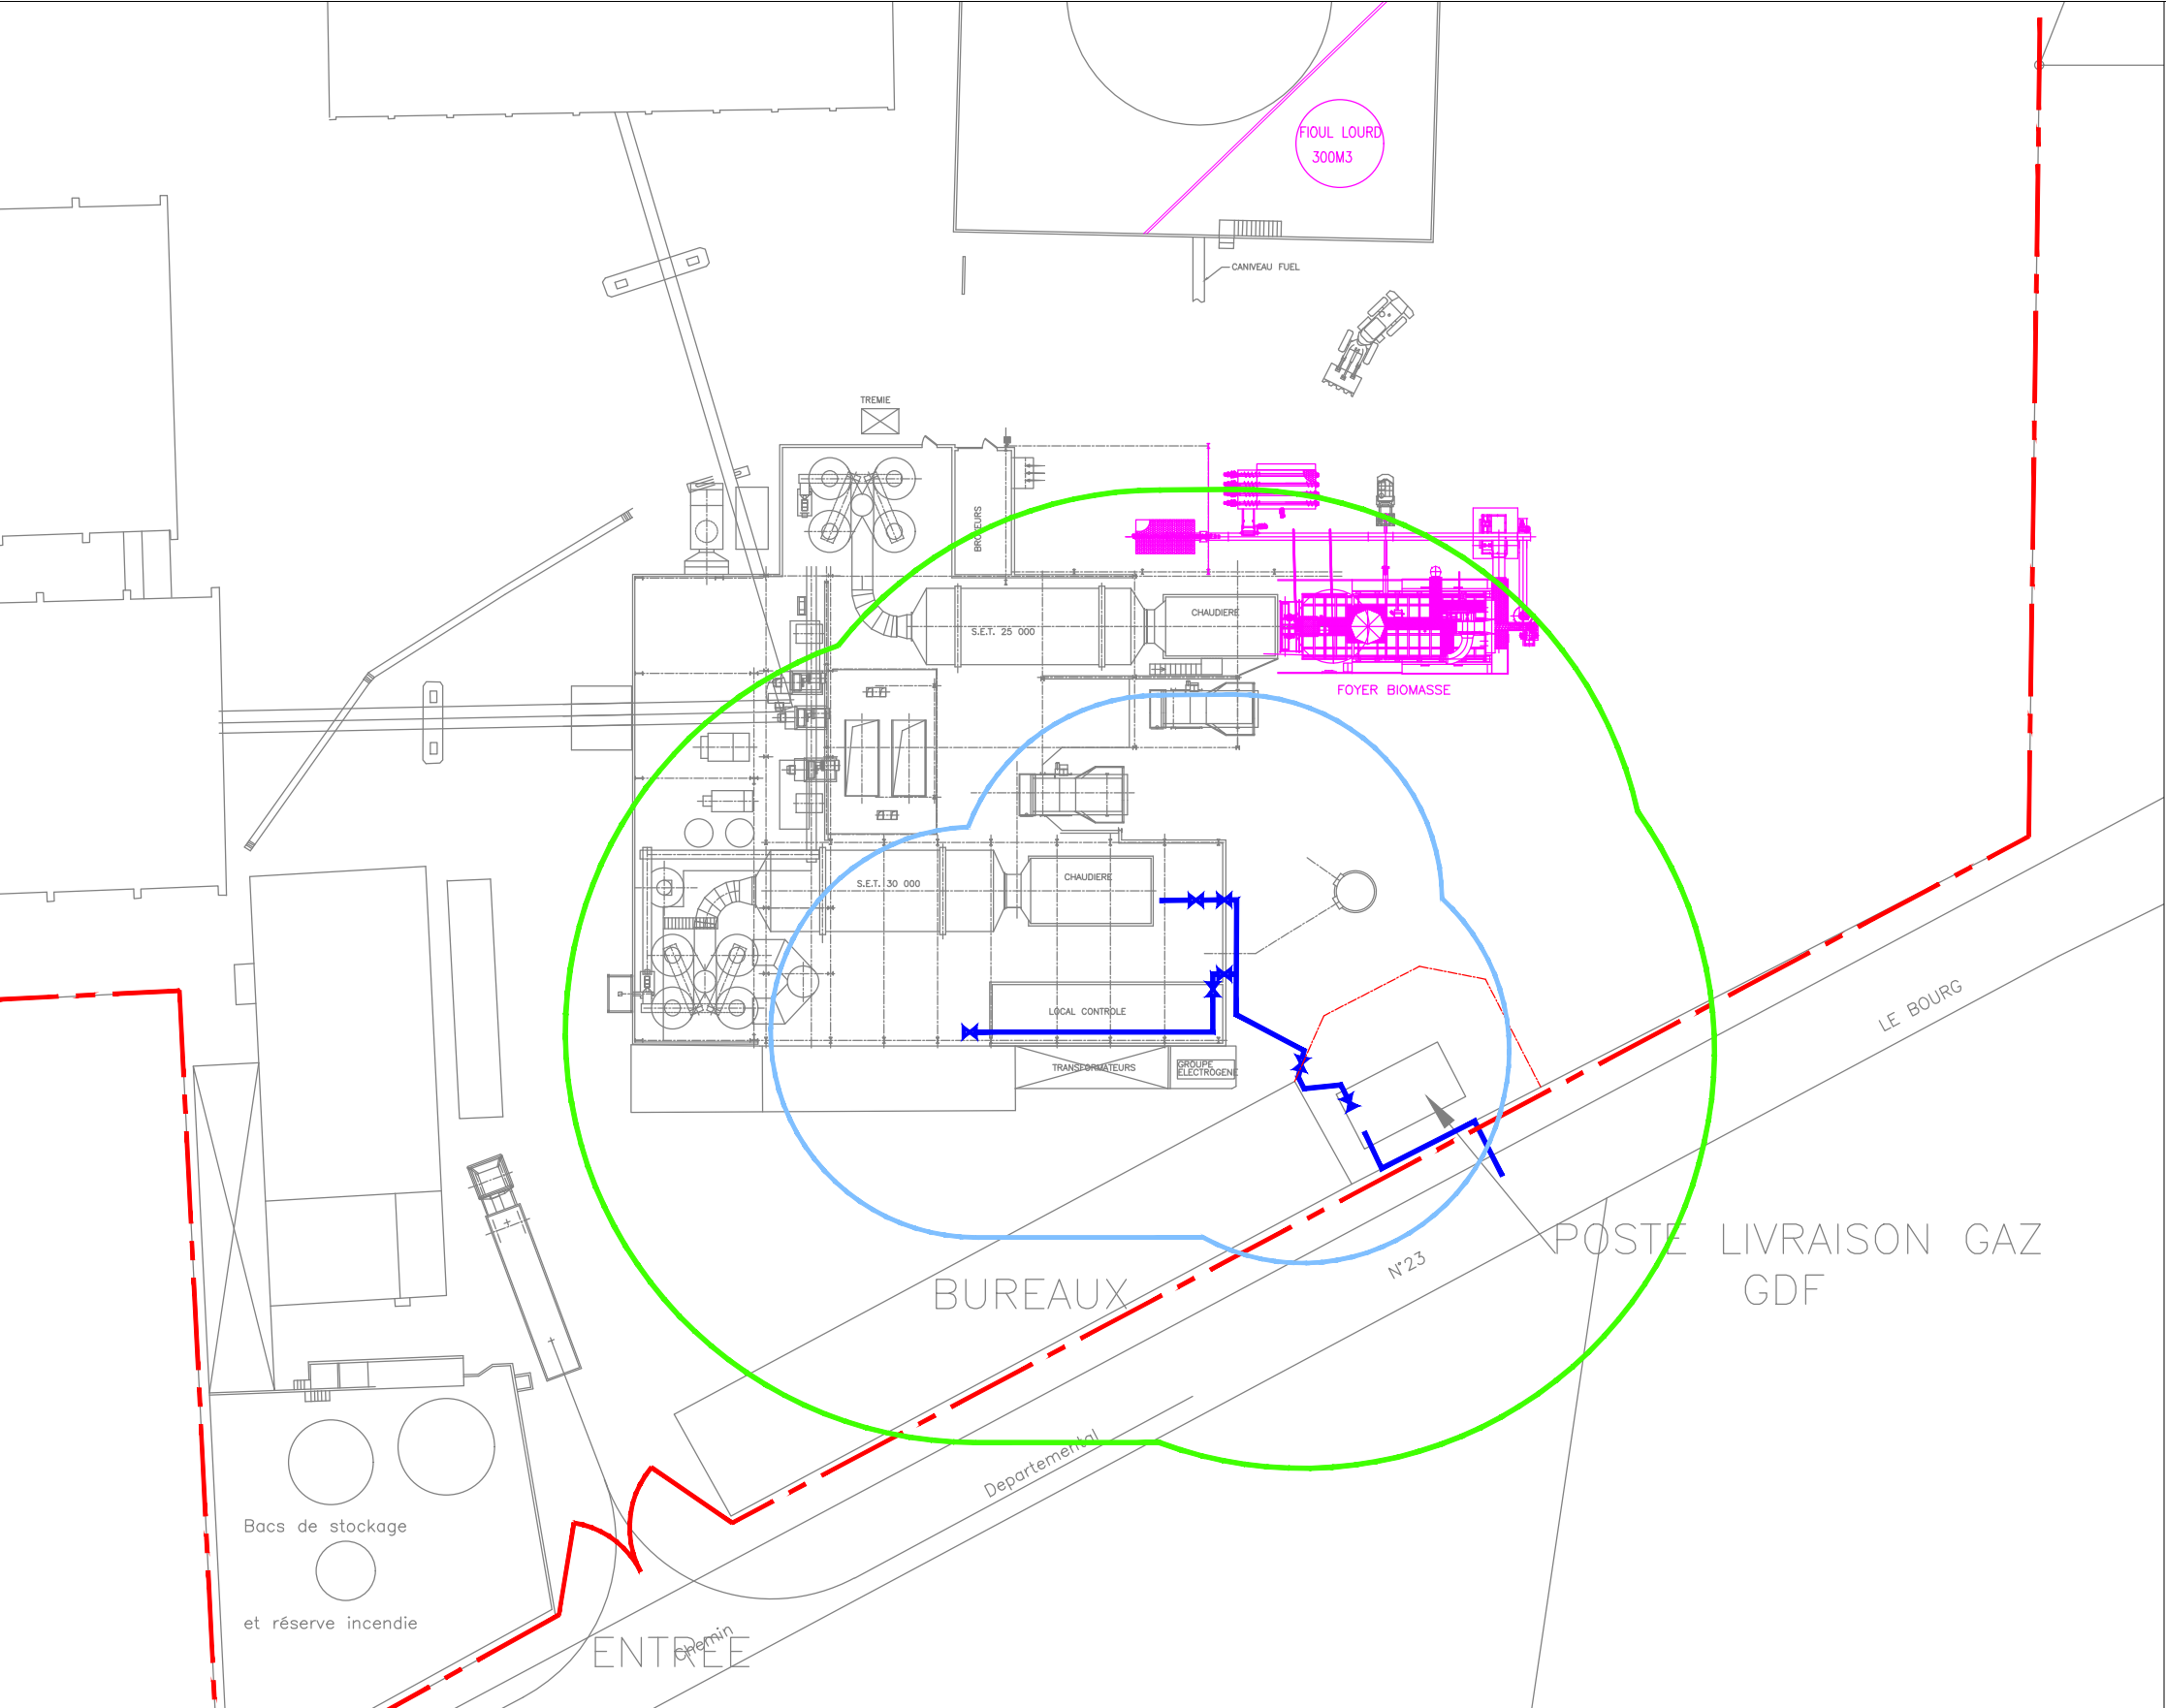 FIOUL LOURD
300M3
CANIVEAU FUEL
TREMIE
BROYEURS
CHAUDIERE
S.E.T. 25 000
FOYER BIOMASSE
CHAUDIERE
S.E.T. 30 000
LOCAL CONTROLE
LE BOURG
TRANSFORMATEURS
GROUPE
ELECTROGENE
POSTE LIVRAISON GAZ
GDF
N°23
BUREAUX
Departemental
Bacs de stockage
et réserve incendie
Chemin
ENTREE